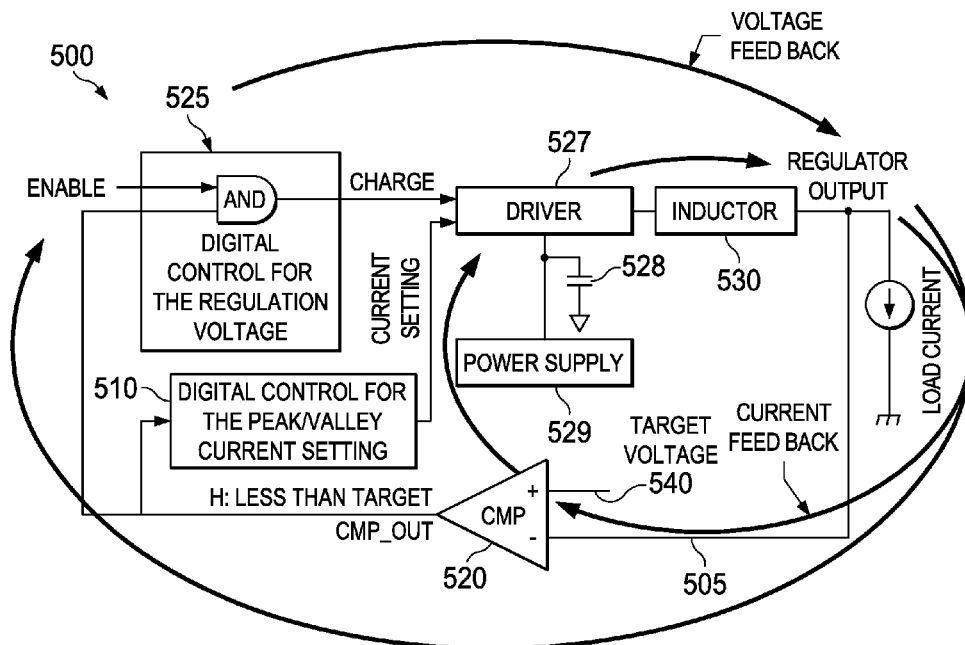 VOLTAGE
FEED BACK
500
525
527
ENABLE
AND
CHARGE
DRIVER
INDUCTOR
REGULATOR
OUTPUT
DIGITAL
CONTROL FOR
THE REGULATION
VOLTAGE
CURRENT
SETTING
528
530
LOAD CURRENT
510
DIGITAL CONTROL FOR
THE PEAK/VALLEY
CURRENT SETTING
POWER SUPPLY
529
TARGET
VOLTAGE
CURRENT
FEED BACK
H: LESS THAN TARGET
CMP_OUT
+
CMP
-
540
520
505